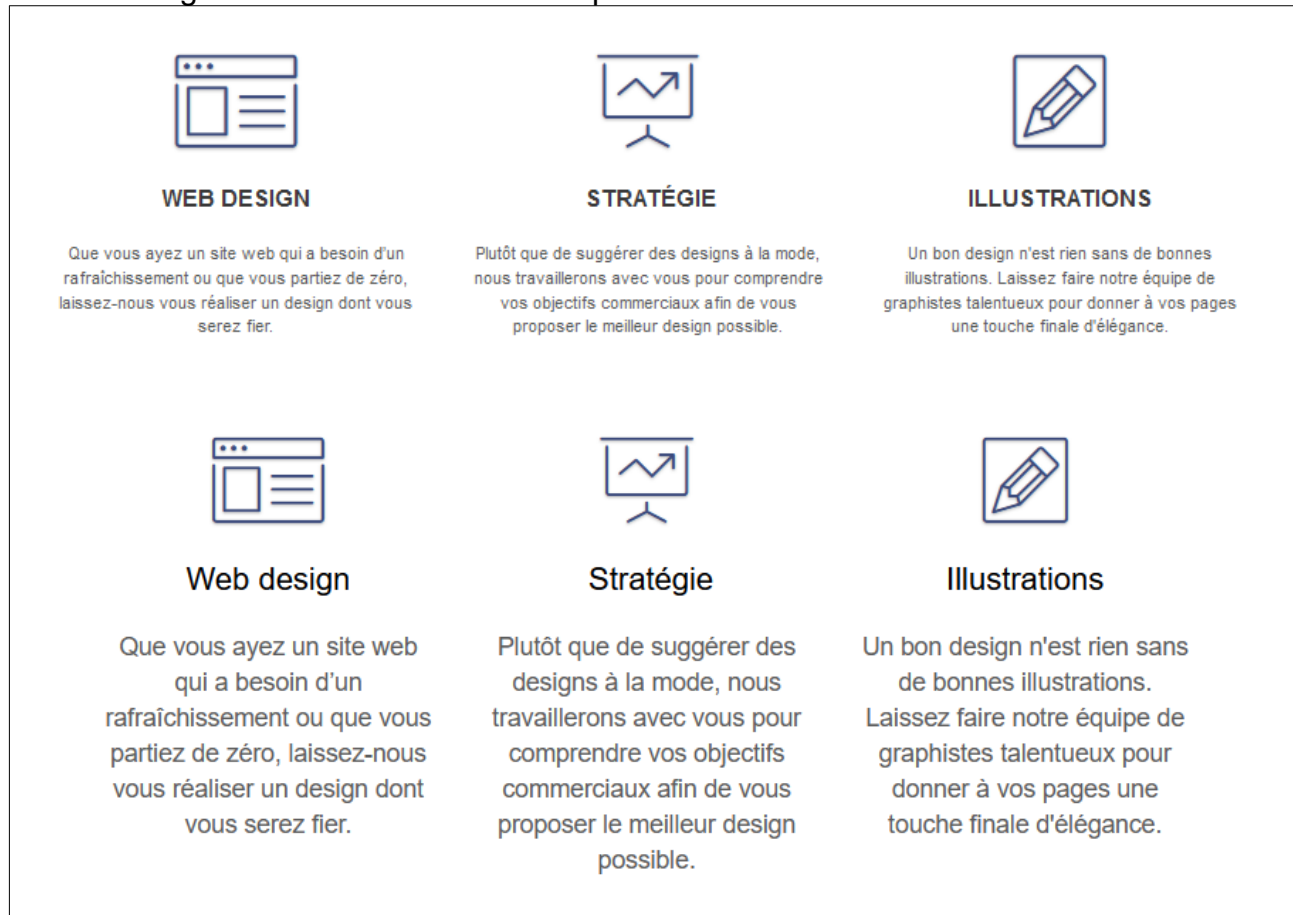 WEB DESIGN
Que vous ayez un site web qui a besoin d'un
rafraîchissement ou que vous partiez de zéro,
laissez-nous vous réaliser un design dont vous
serez fier.
STRATÉGIE
Plutôt que de suggérer des designs à la mode,
nous travaillerons avec vous pour comprendre
vos objectifs commerciaux afin de vous
proposer le meilleur design possible.
ILLUSTRATIONS
Un bon design n'est rien sans de bonnes
illustrations. Laissez faire notre équipe de
graphistes talentueux pour donner à vos pages
une touche finale d'élégance.
Web design
Que vous ayez un site web
qui a besoin d’un
rafraîchissement ou que vous
partiez de zéro, laissez-nous
vous réaliser un design dont
vous serez fier.
Stratégie
Plutôt que de suggérer des
designs à la mode, nous
travaillerons avec vous pour
comprendre vos objectifs
commerciaux afin de vous
proposer le meilleur design
possible.
Illustrations
Un bon design n'est rien sans
de bonnes illustrations.
Laissez faire notre équipe de
graphistes talentueux pour
donner à vos pages une
touche finale d'élégance.